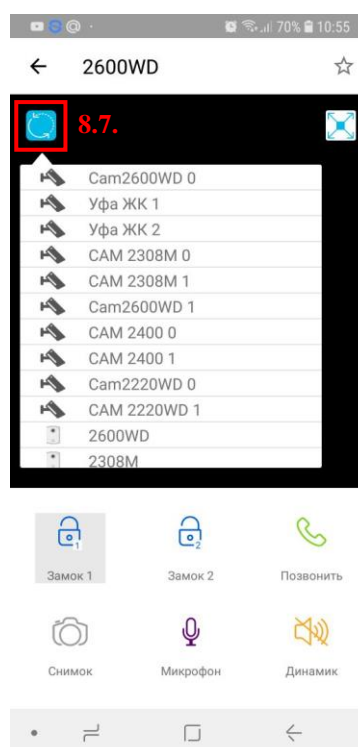 70% 10:55
2600WD
8.7.
Cam2600WD 0
Уфа ЖК 1
Уфа ЖК 2
CAM 2308M 0
CAM 2308M 1
Cam2600WD 1
CAM 2400 0
CAM 2400 1
Cam2220WD 0
CAM 2220WD 1
2600WD
2308M
1 2
Замок 1 Замок 2 Позвонить
Снимок Микрофон Динамик